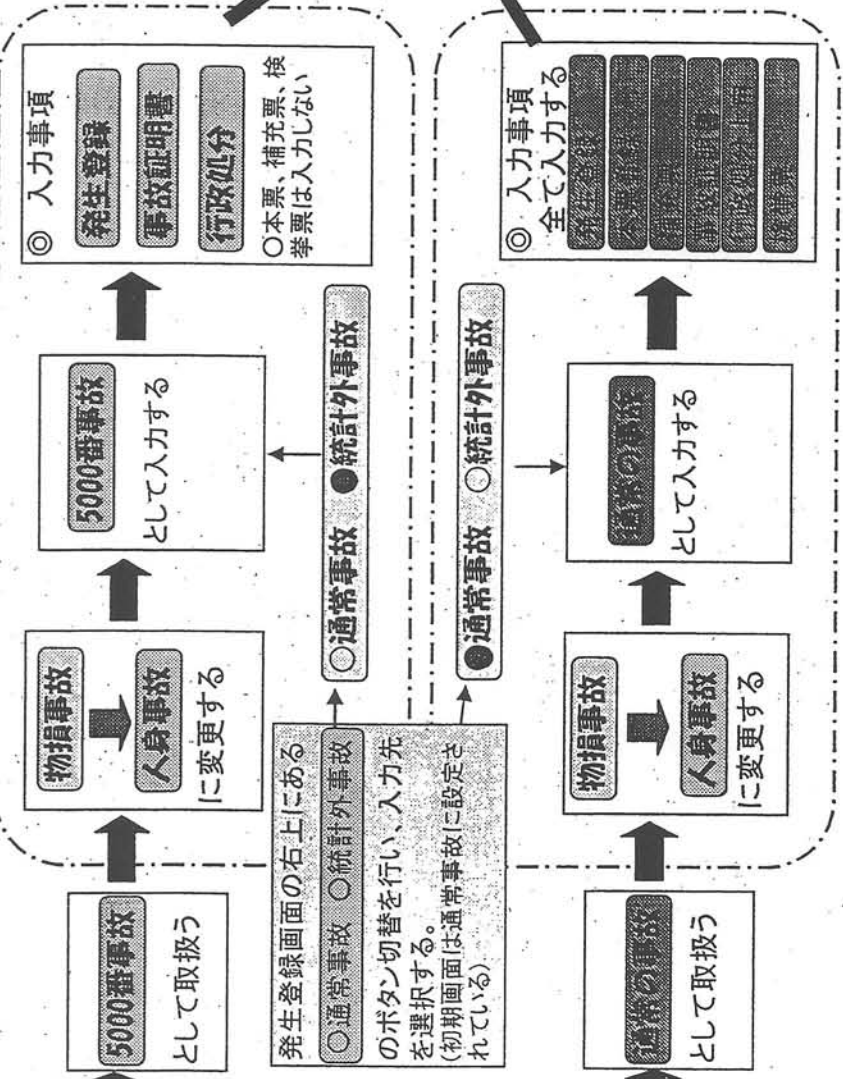 5000番事故
として取扱う
物損事故
人身事故
に変更する
5000番事故
として入力する
◎ 入力事項
発生登録
事故証明書
行政処分
○本票、補充票、検
挙票は入力しない
発生登録画面の右上にある
○通常事故 ○統計外事故
のボタン切替を行い、入力先
を選択する。
(初期画面は通常事故に設定さ
れている)
○通常事故 ●統計外事故
●通常事故 ○統計外事故
通常の事故
として取扱う
物損事故
人身事故
に変更する
通常の事故
として入力する
◎ 入力事項
全て入力する
発生登録
補充票
事故証明書